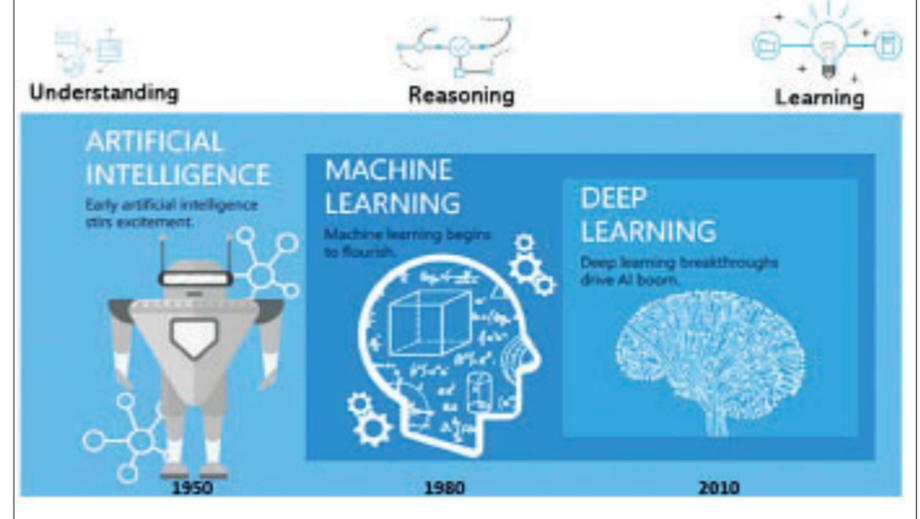 Understanding
Reasoning
Learning
ARTIFICIAL
INTELLIGENCE
Early artificial intelligence
stirs excitement.
MACHINE
LEARNING
Machine learning begins
to flourish.
DEEP
LEARNING
Deep learning breakthroughs
drive AI boom.
1950
1980
2010